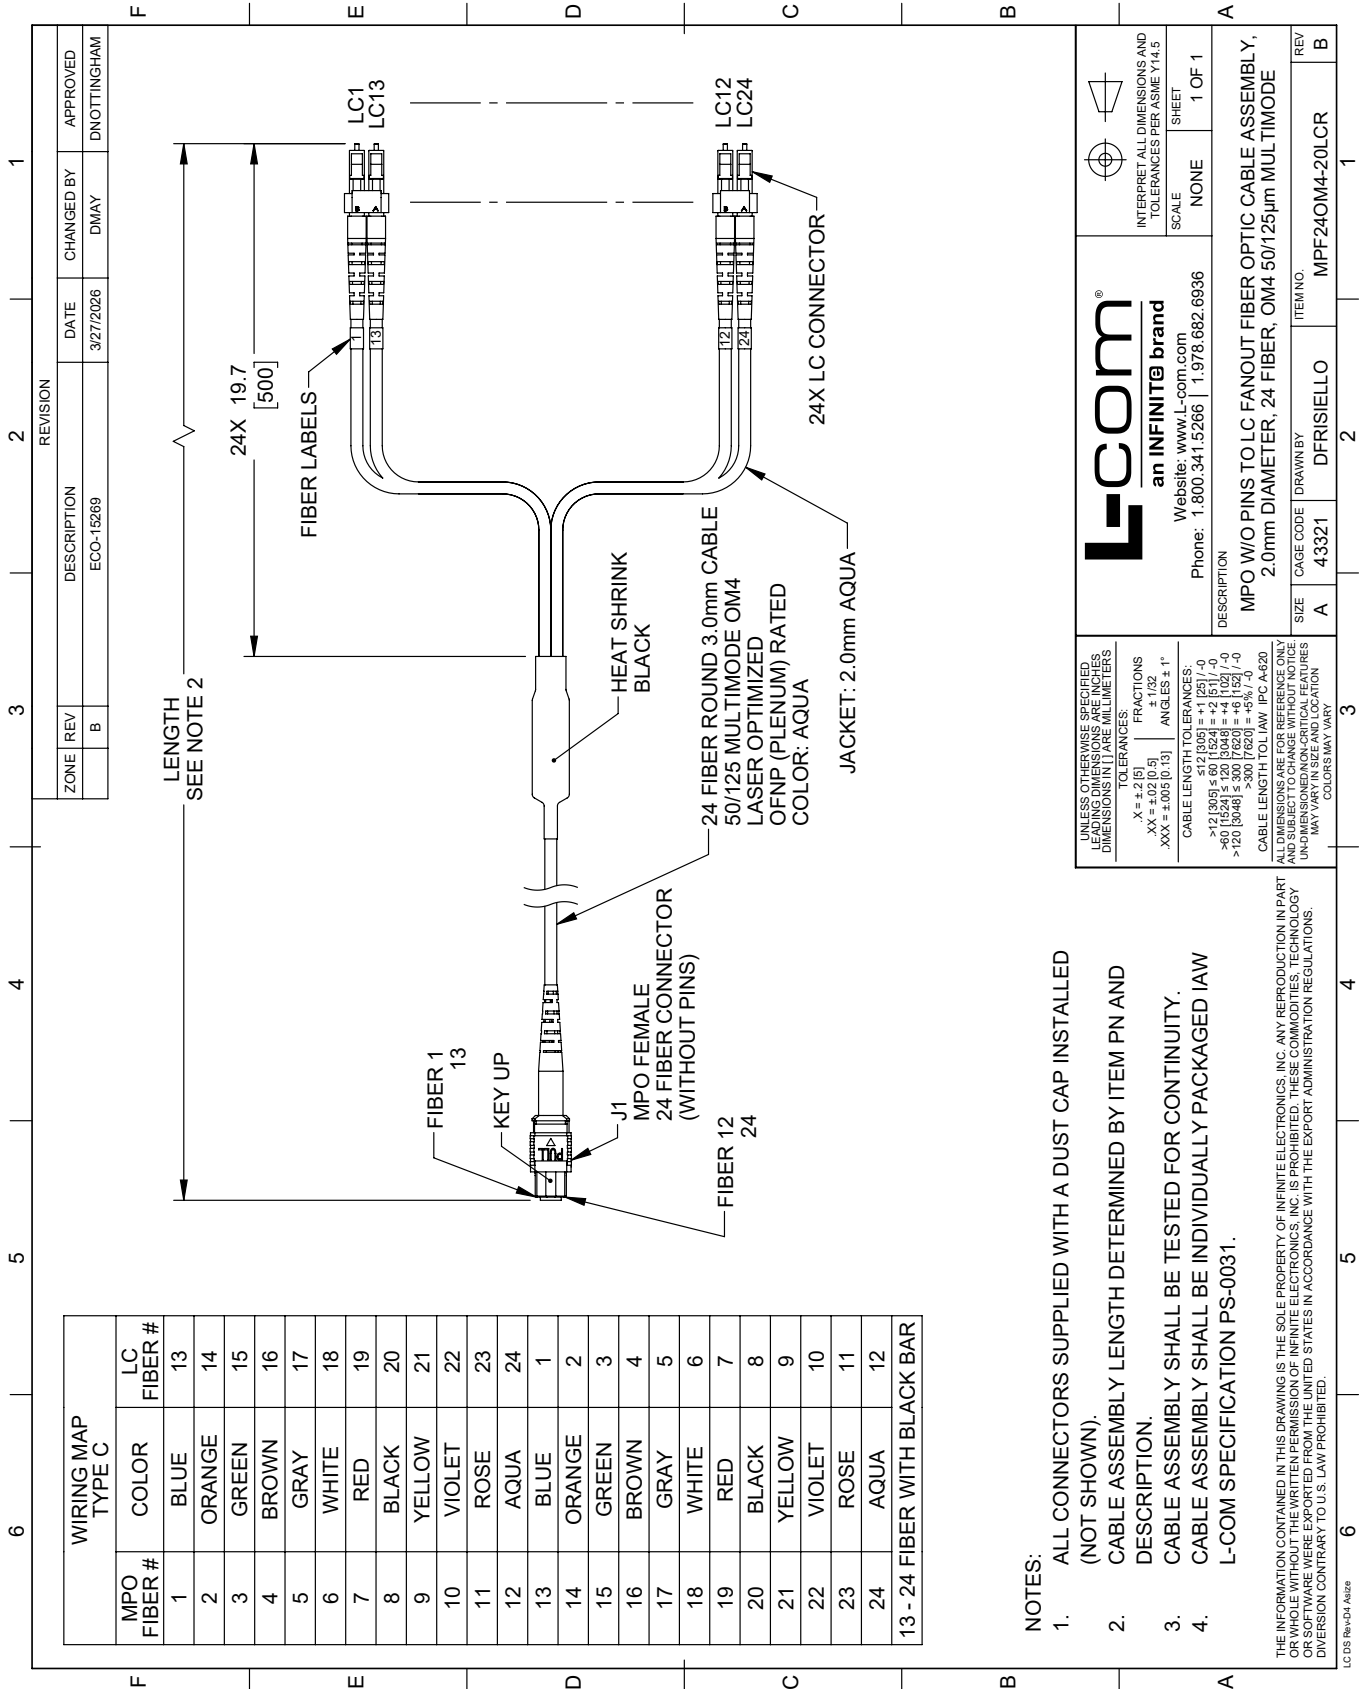 6
5
4
3
2
1
F
E
D
C
B
A
REVISION
ZONE REV DESCRIPTION DATE CHANGED BY APPROVED
B ECO-15269 3/27/2026 DMAY DNOTTINGHAM
WIRING MAP
TYPE C
MPO FIBER # COLOR LC FIBER #
1 BLUE 13
2 ORANGE 14
3 GREEN 15
4 BROWN 16
5 GRAY 17
6 WHITE 18
7 RED 19
8 BLACK 20
9 YELLOW 21
10 VIOLET 22
11 ROSE 23
12 AQUA 24
13 BLUE 1
14 ORANGE 2
15 GREEN 3
16 BROWN 4
17 GRAY 5
18 WHITE 6
19 RED 7
20 BLACK 8
21 YELLOW 9
22 VIOLET 10
23 ROSE 11
24 AQUA 12
13 - 24 FIBER WITH BLACK BAR
LENGTH
SEE NOTE 2
24X 19.7
[500]
FIBER LABELS
LC1
LC13
B
A
1
13
FIBER 1
13
KEY UP
PULL
J1
MPO FEMALE
24 FIBER CONNECTOR
(WITHOUT PINS)
FIBER 12
24
HEAT SHRINK
BLACK
24 FIBER ROUND 3.0mm CABLE
50/125 MULTIMODE OM4
LASER OPTIMIZED
OFNP (PLENUM) RATED
COLOR: AQUA
12
24
B
A
LC12
LC24
24X LC CONNECTOR
JACKET: 2.0mm AQUA
NOTES:
1. ALL CONNECTORS SUPPLIED WITH A DUST CAP INSTALLED
(NOT SHOWN).
2. CABLE ASSEMBLY LENGTH DETERMINED BY ITEM PN AND
DESCRIPTION.
3. CABLE ASSEMBLY SHALL BE TESTED FOR CONTINUITY.
4. CABLE ASSEMBLY SHALL BE INDIVIDUALLY PACKAGED IAW
L-COM SPECIFICATION PS-0031.
THE INFORMATION CONTAINED IN THIS DRAWING IS THE SOLE PROPERTY OF INFINITE ELECTRONICS, INC. ANY REPRODUCTION IN PART
OR WHOLE WITHOUT THE WRITTEN PERMISSION OF INFINITE ELECTRONICS, INC. IS PROHIBITED. THESE COMMODITIES, TECHNOLOGY
OR SOFTWARE WERE EXPORTED FROM THE UNITED STATES IN ACCORDANCE WITH THE EXPORT ADMINISTRATION REGULATIONS.
DIVERSION CONTRARY TO U.S. LAW PROHIBITED.
UNLESS OTHERWISE SPECIFIED
LEADING DIMENSIONS ARE INCHES
DIMENSIONS IN [ ] ARE MILLIMETERS
TOLERANCES:
.X = ±.2 [5] FRACTIONS
.XX = ±.02 [0.5] ± 1/32
.XXX = ±.005 [0.13] ANGLES ± 1°
CABLE LENGTH TOLERANCES:
≤12 [305] = +1 [25] / -0
>12 [305] ≤ 60 [1524] = +2 [51] / -0
>60 [1524] ≤ 120 [3048] = +4 [102] / -0
>120 [3048] ≤ 300 [7620] = +6 [152] / -0
>300 [7620] = +5% / -0
CABLE LENGTH TOL IAW IPC A-620
ALL DIMENSIONS ARE FOR REFERENCE ONLY
AND SUBJECT TO CHANGE WITHOUT NOTICE.
UN-DIMENSIONED/NON-CRITICAL FEATURES
MAY VARY IN SIZE AND LOCATION
COLORS MAY VARY
L-com®
an INFINITE brand
Website: www.L-com.com
Phone: 1.800.341.5266 | 1.978.682.6936
INTERPRET ALL DIMENSIONS AND
TOLERANCES PER ASME Y14.5
SCALE NONE
SHEET 1 OF 1
DESCRIPTION
MPO W/O PINS TO LC FANOUT FIBER OPTIC CABLE ASSEMBLY,
2.0mm DIAMETER, 24 FIBER, OM4 50/125µm MULTIMODE
SIZE A
CAGE CODE 43321
DRAWN BY DFRISIELLO
ITEM NO. MPF24OM4-20LCR
REV B
F
E
D
C
B
A
6
5
4
3
2
1
LC DS Rev-D4 Asize